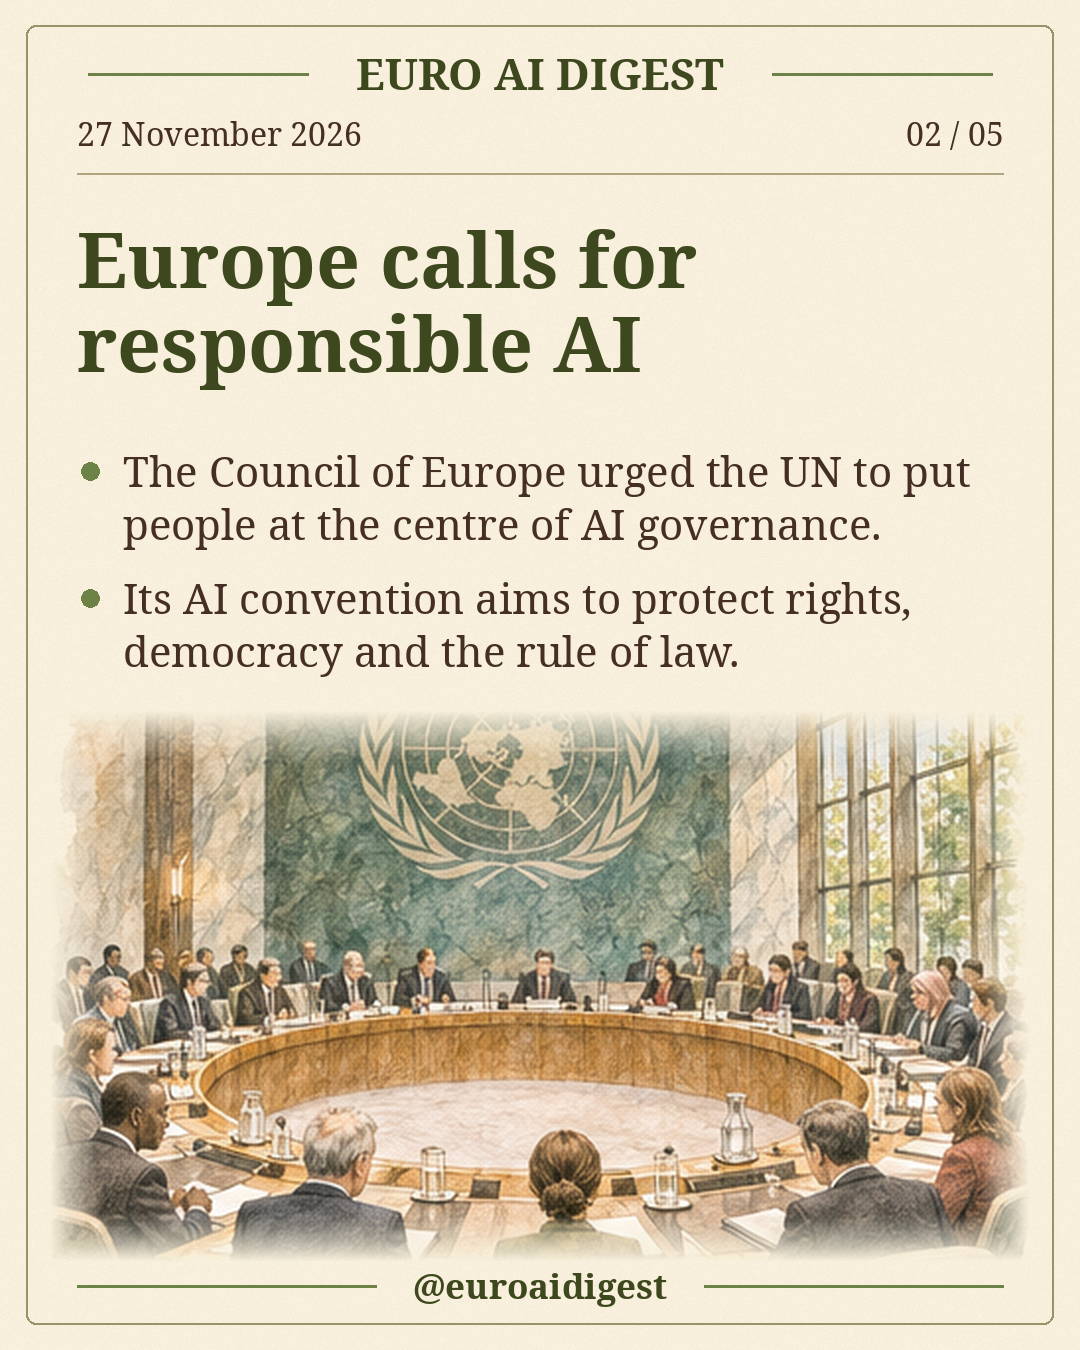 EURO AI DIGEST
27 November 2026
02 / 05
Europe calls for
responsible AI
The Council of Europe urged the UN to put
people at the centre of AI governance.
Its AI convention aims to protect rights,
democracy and the rule of law.
@euroaidigest